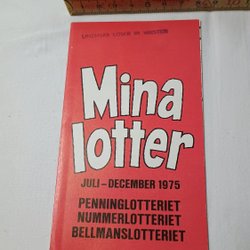 Mina
lotter
JULI – DECEMBER 1975
PENNINGLOTTERIET
NUMMERLOTTERIET
BELLMANSLOTTERIET